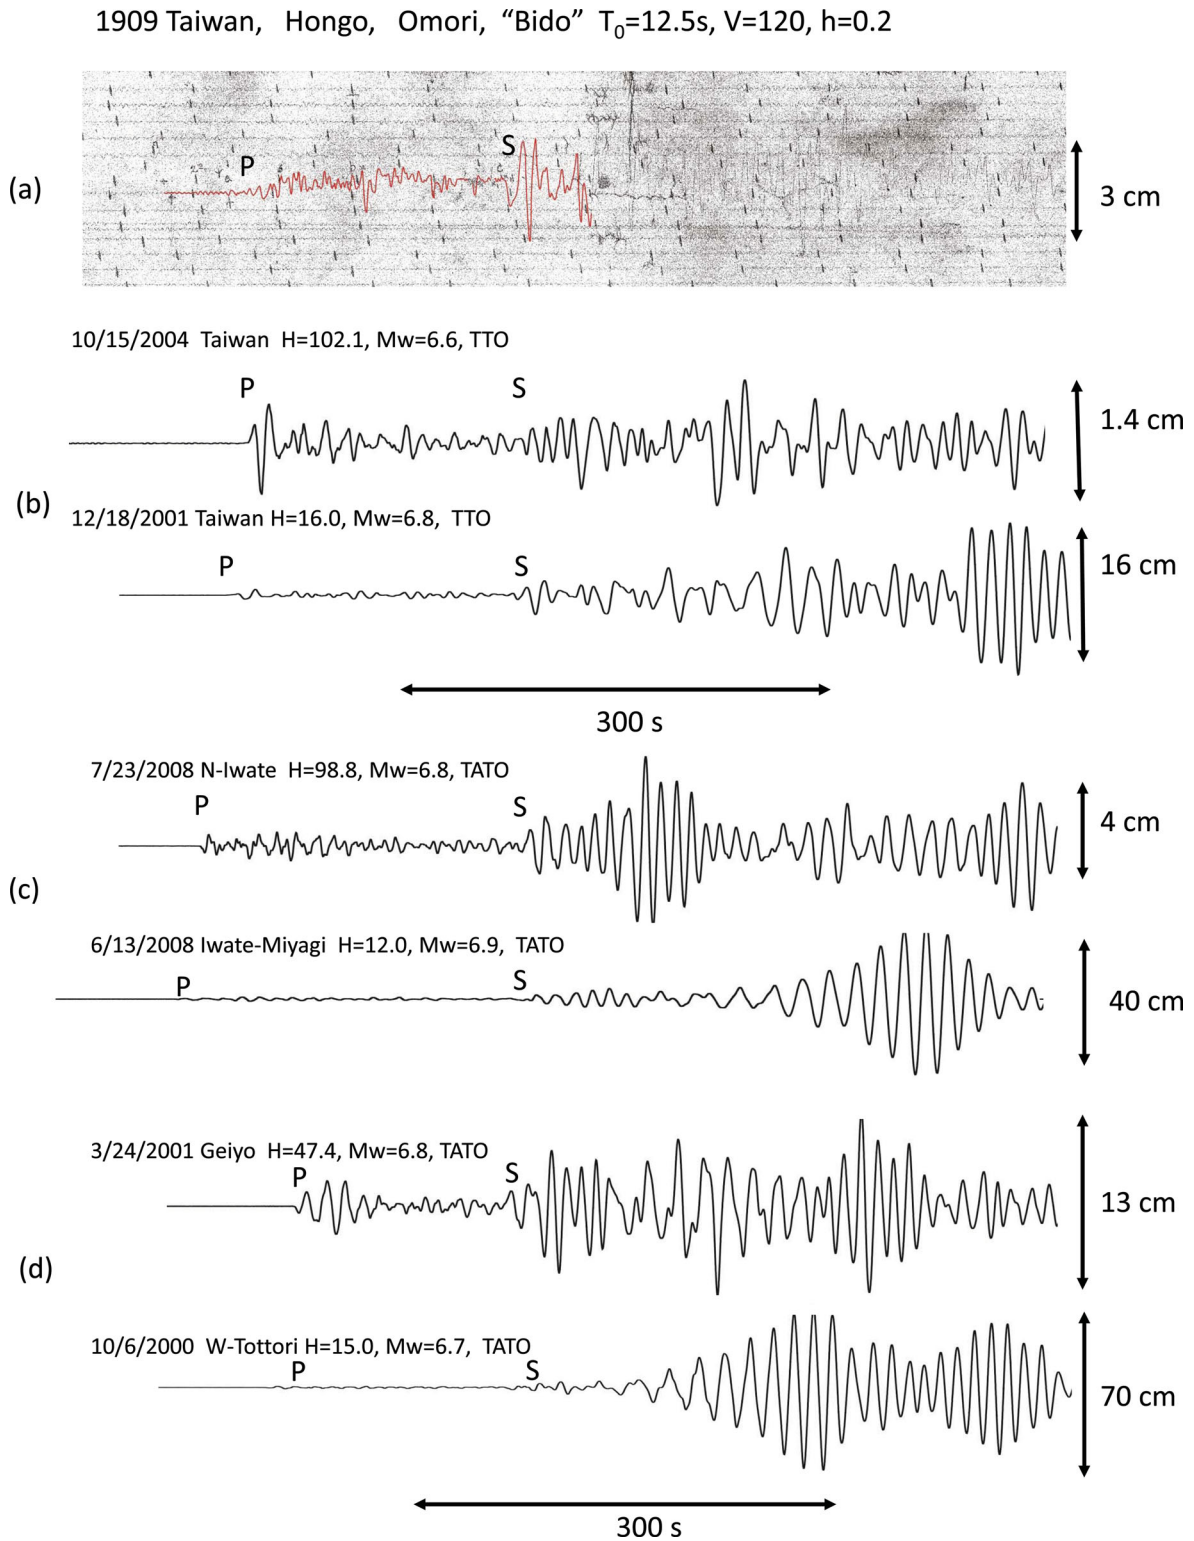 1909 Taiwan, Hongo, Omori, “Bido” T₀=12.5s, V=120, h=0.2
P
S
(a)
3 cm
10/15/2004 Taiwan H=102.1, Mw=6.6, TTO
P
S
1.4 cm
(b)
12/18/2001 Taiwan H=16.0, Mw=6.8, TTO
P
S
16 cm
300 s
7/23/2008 N-Iwate H=98.8, Mw=6.8, TATO
P
S
4 cm
(c)
6/13/2008 Iwate-Miyagi H=12.0, Mw=6.9, TATO
P
S
40 cm
3/24/2001 Geiyo H=47.4, Mw=6.8, TATO
P
S
13 cm
(d)
10/6/2000 W-Tottori H=15.0, Mw=6.7, TATO
P
S
70 cm
300 s